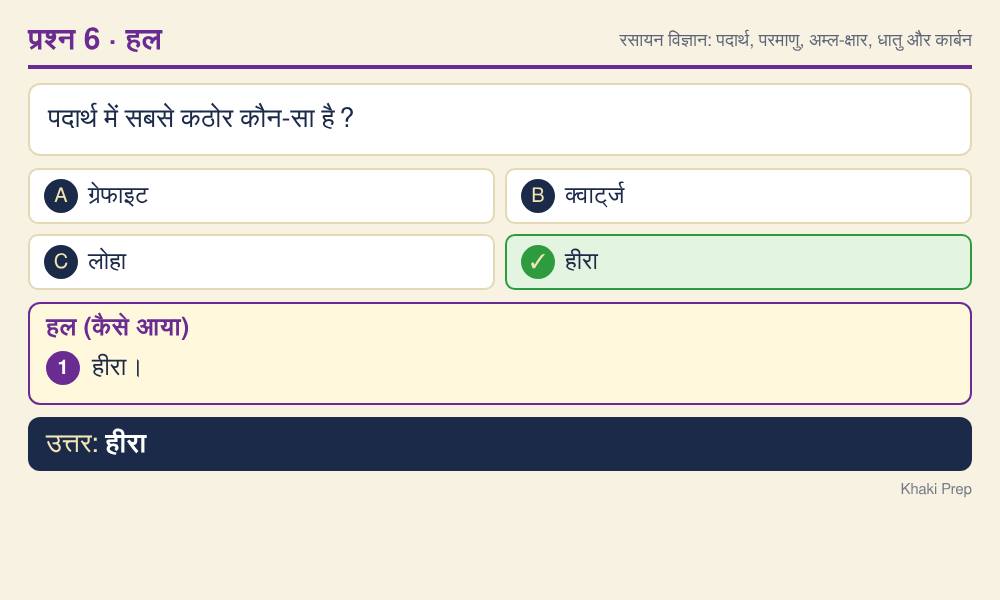 प्रश्न 6 · हल
रसायन विज्ञान: पदार्थ, परमाणु, अम्ल-क्षार, धातु और कार्बन
पदार्थ में सबसे कठोर कौन-सा है ?
A ग्रेफाइट
B क्वार्ट्ज
C लोहा
✓ हीरा
हल (कैसे आया)
1 हीरा।
उत्तर: हीरा
Khaki Prep